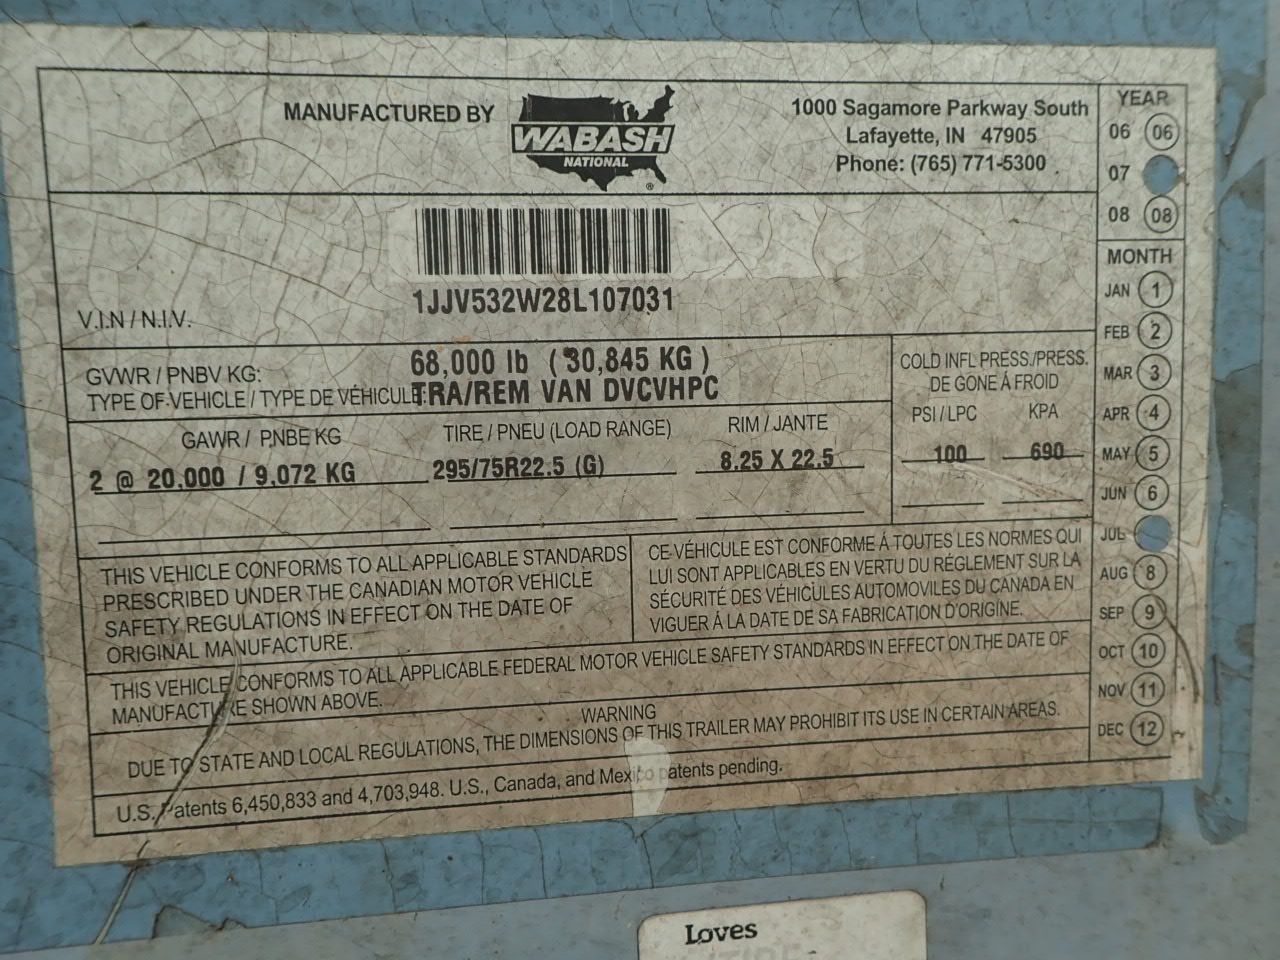 MANUFACTURED BY
WABASH
NATIONAL
®
1000 Sagamore Parkway South
Lafayette, IN 47905
Phone: (765) 771-5300
YEAR
06 06
07
08 08
MONTH
JAN 1
FEB 2
MAR 3
APR 4
MAY 5
JUN 6
JUL
AUG 8
SEP 9
OCT 10
NOV 11
DEC 12
1JJV532W28L107031
V.I.N / N.I.V.
GVWR / PNBV KG: 68,000 lb ( 30,845 KG )
TYPE OF VEHICLE / TYPE DE VÉHICULE: TRA/REM VAN DVCVHPC
COLD INFL PRESS./PRESS.
DE GONE À FROID
PSI / LPC KPA
100 690
GAWR / PNBE KG TIRE / PNEU (LOAD RANGE) RIM / JANTE
2 @ 20,000 / 9,072 KG 295/75R22.5 (G) 8.25 X 22.5
THIS VEHICLE CONFORMS TO ALL APPLICABLE STANDARDS
PRESCRIBED UNDER THE CANADIAN MOTOR VEHICLE
SAFETY REGULATIONS IN EFFECT ON THE DATE OF
ORIGINAL MANUFACTURE.
CE VÉHICULE EST CONFORME À TOUTES LES NORMES QUI
LUI SONT APPLICABLES EN VERTU DU RÉGLEMENT SUR LA
SÉCURITÉ DES VÉHICULES AUTOMOVILES DU CANADA EN
VIGUER Á LA DATE DE SA FABRICATION D'ORIGINE.
THIS VEHICLE CONFORMS TO ALL APPLICABLE FEDERAL MOTOR VEHICLE SAFETY STANDARDS IN EFFECT ON THE DATE OF
MANUFACTURE SHOWN ABOVE.
WARNING
DUE TO STATE AND LOCAL REGULATIONS, THE DIMENSIONS OF THIS TRAILER MAY PROHIBIT ITS USE IN CERTAIN AREAS.
U.S. Patents 6,450,833 and 4,703,948. U.S., Canada, and Mexico patents pending.
Loves